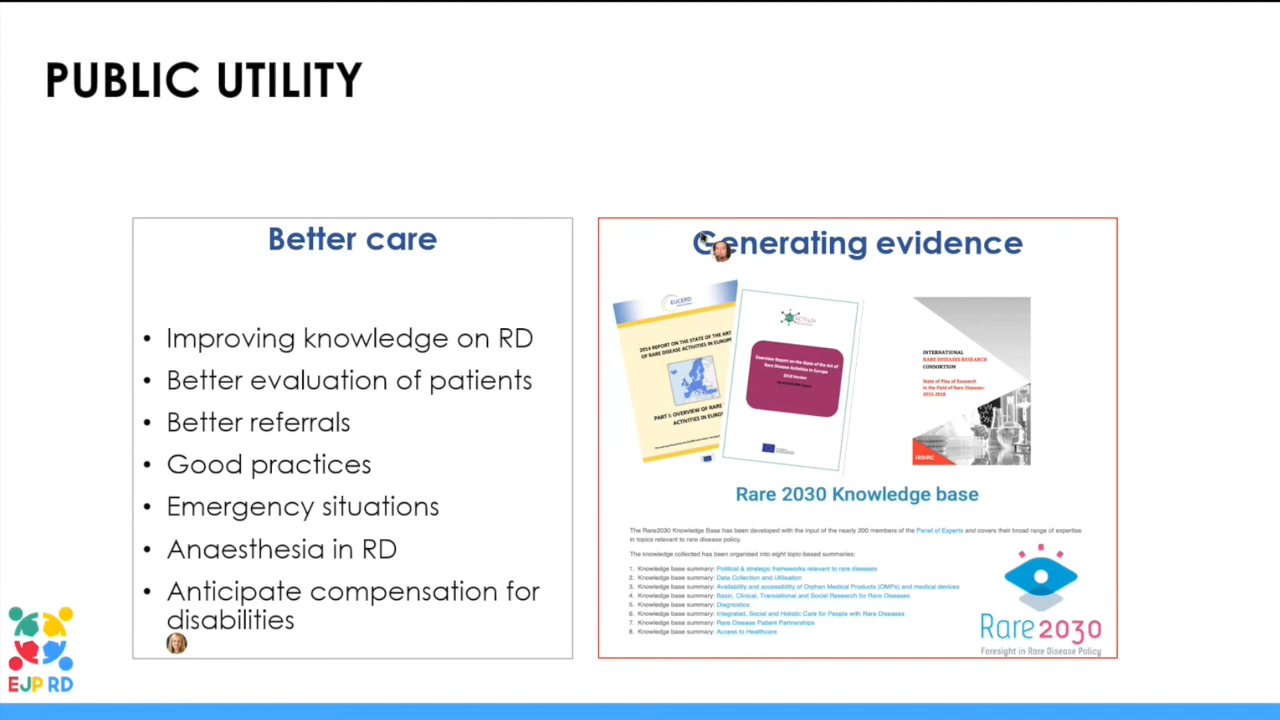 PUBLIC UTILITY
Better care
• Improving knowledge on RD
• Better evaluation of patients
• Better referrals
• Good practices
• Emergency situations
• Anaesthesia in RD
• Anticipate compensation for
disabilities
EJP RD
Generating evidence
EUCERD
2014 REPORT ON THE STATE OF THE ART
OF RARE DISEASE ACTIVITIES IN EUROPE
PART I: OVERVIEW OF RARE
ACTIVITIES IN EUROP
Overview Report on the State of the Art of
Rare Disease Activities in Europe
2018 Version
INTERNATIONAL
RARE DISEASES RESEARCH
CONSORTIUM
State of Play of Research
in the Field of Rare Diseases:
2015-2018
IRDiRC
Rare 2030 Knowledge base
The Rare2030 Knowledge Base has been developed with the input of the nearly 200 members of the Panel of Experts and covers their broad range of expertise
in topics relevant to rare disease policy.
The knowledge collected has been organised into eight topic-based summaries:
1. Knowledge base summary: Political & strategic frameworks relevant to rare diseases
2. Knowledge base summary: Data Collection and Utilisation
3. Knowledge base summary: Availability and accessibility of Orphan Medical Products (OMPs) and medical devices
4. Knowledge base summary: Basic, Clinical, Translational and Social Research for Rare Diseases
5. Knowledge base summary: Diagnostics
6. Knowledge base summary: Integrated, Social and Holistic Care for People with Rare Diseases
7. Knowledge base summary: Rare Disease Patient Partnerships
8. Knowledge base summary: Access to Healthcare
Rare2030
Foresight in Rare Disease Policy